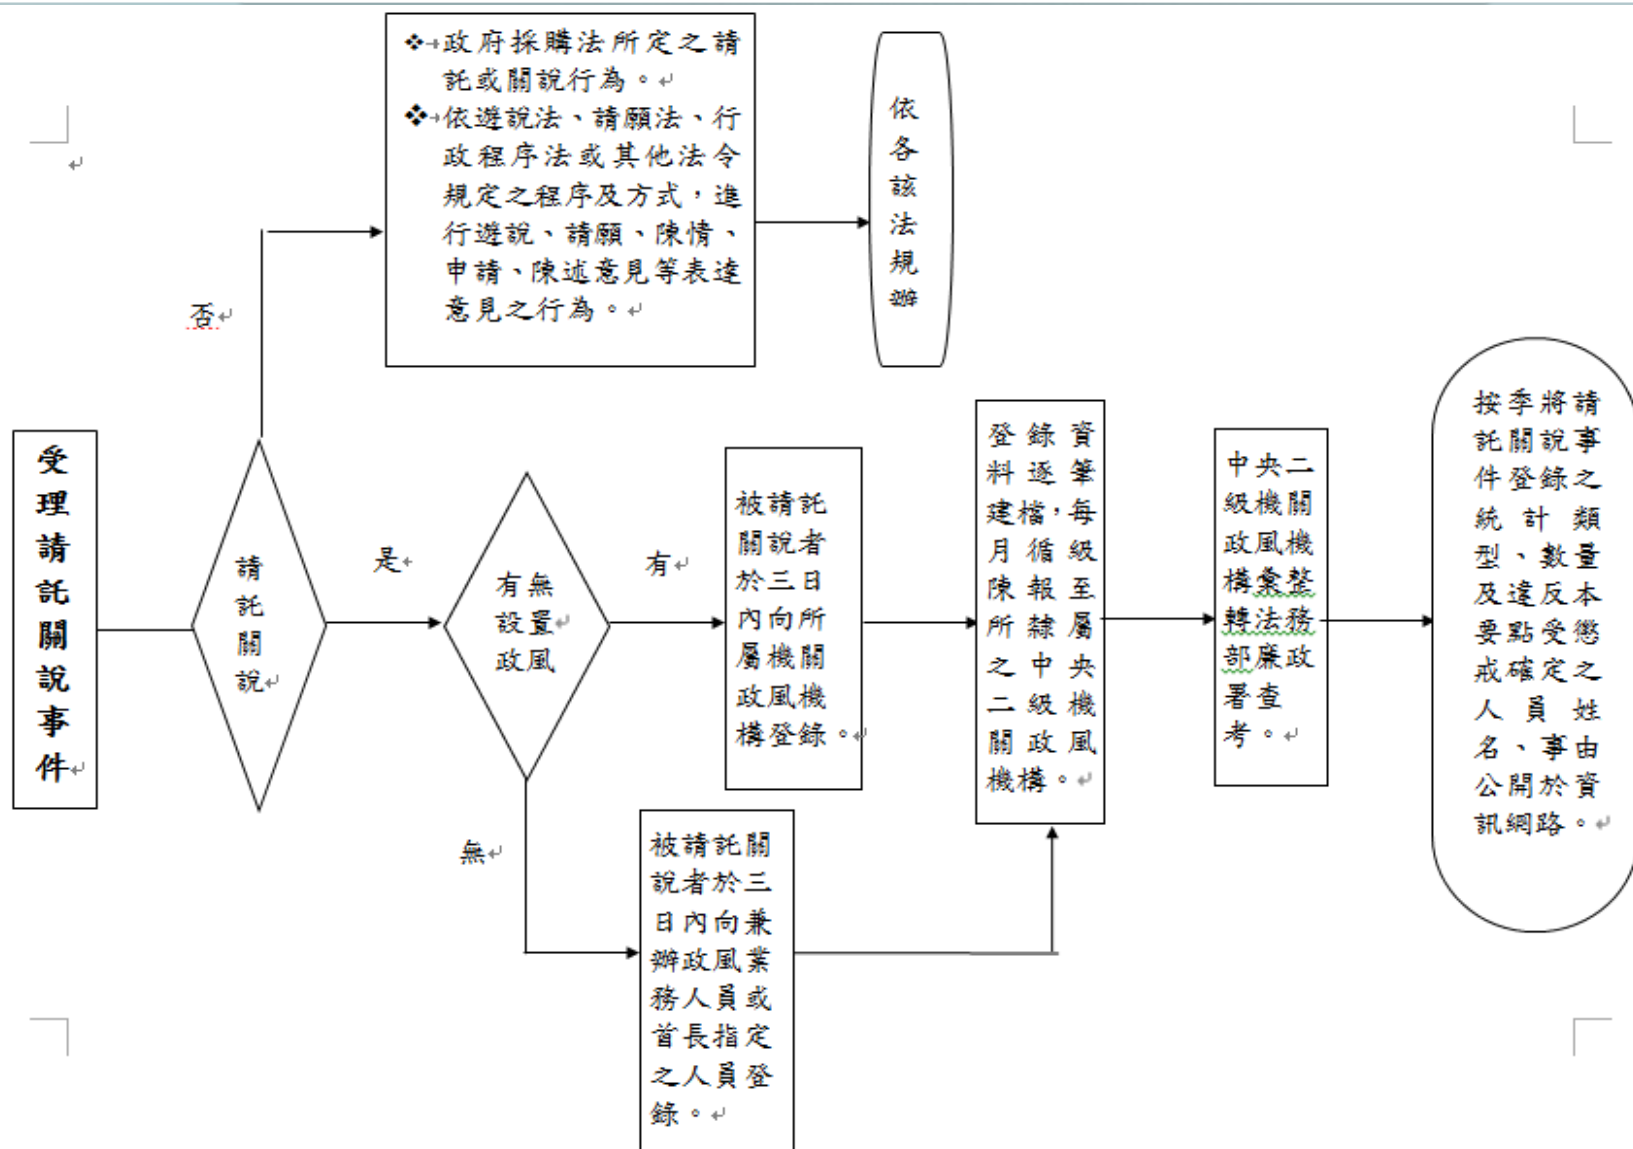 受
理
請
託
關
說
事
件
請
託
關
說
否
政府採購法所定之請
託或關說行為。
依遊說法、請願法、行
政程序法或其他法令
規定之程序及方式，進
行遊說、請願、陳情、
申請、陳述意見等表達
意見之行為。
依
各
該
法
規
辦
是
有無
設置
政風
有
被請託
關說者
於三日
內向所
屬機關
政風機
構登錄。
無
被請託關
說者於三
日內向兼
辦政風業
務人員或
首長指定
之人員登
錄。
登錄資
料逐筆
建檔，每
月循級
陳報至
所隸屬
之中央
二級機
關政風
機構。
中央二
級機關
政風機
構彙整
轉法務
部廉政
署查
考。
按季將請
託關說事
件登錄之
統計類
型、數量
及違反本
要點受懲
戒確定之
人員姓
名、事由
公開於資
訊網路。